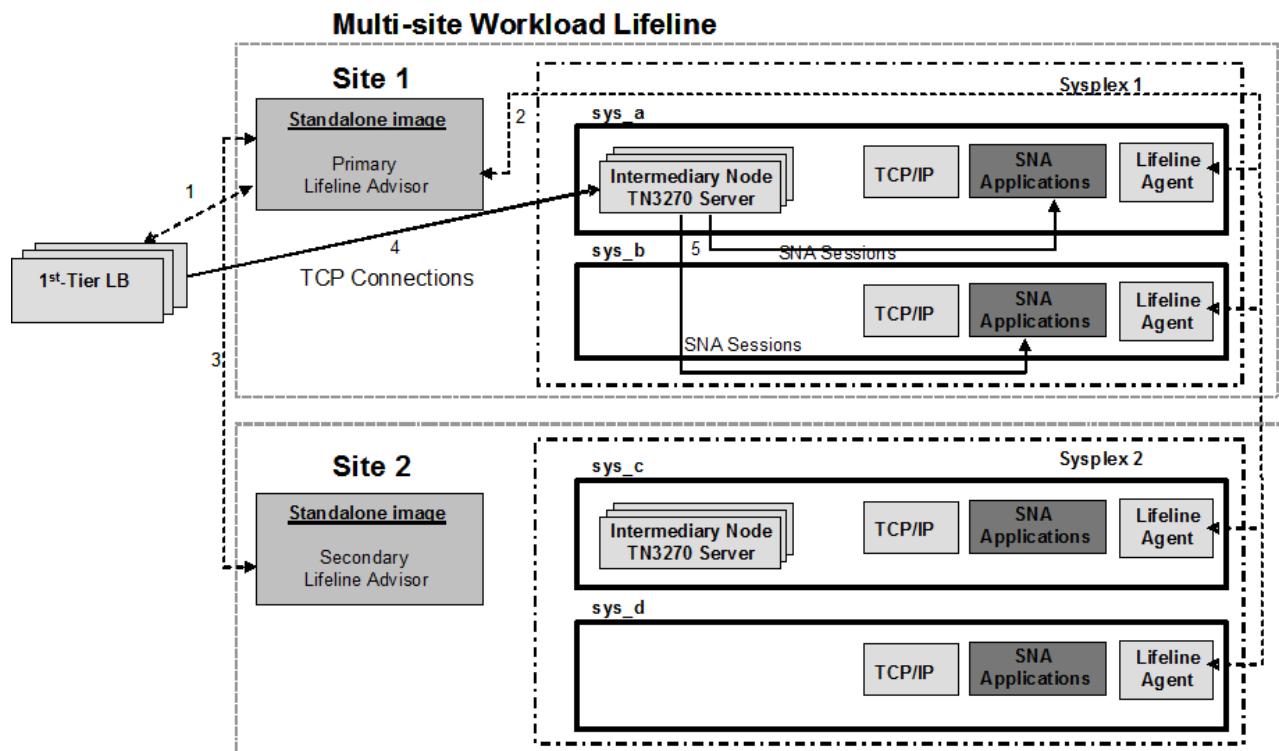 Multi-site Workload Lifeline
Site 1
Standalone image
Primary
Lifeline Advisor
1
2
3
1st-Tier LB
4
TCP Connections
Sysplex 1
sys_a
Intermediary Node
TN3270 Server
TCP/IP
SNA
Applications
Lifeline
Agent
5
SNA Sessions
sys_b
TCP/IP
SNA
Applications
Lifeline
Agent
SNA Sessions
Site 2
Standalone image
Secondary
Lifeline Advisor
Sysplex 2
sys_c
Intermediary Node
TN3270 Server
TCP/IP
SNA
Applications
Lifeline
Agent
sys_d
TCP/IP
SNA
Applications
Lifeline
Agent